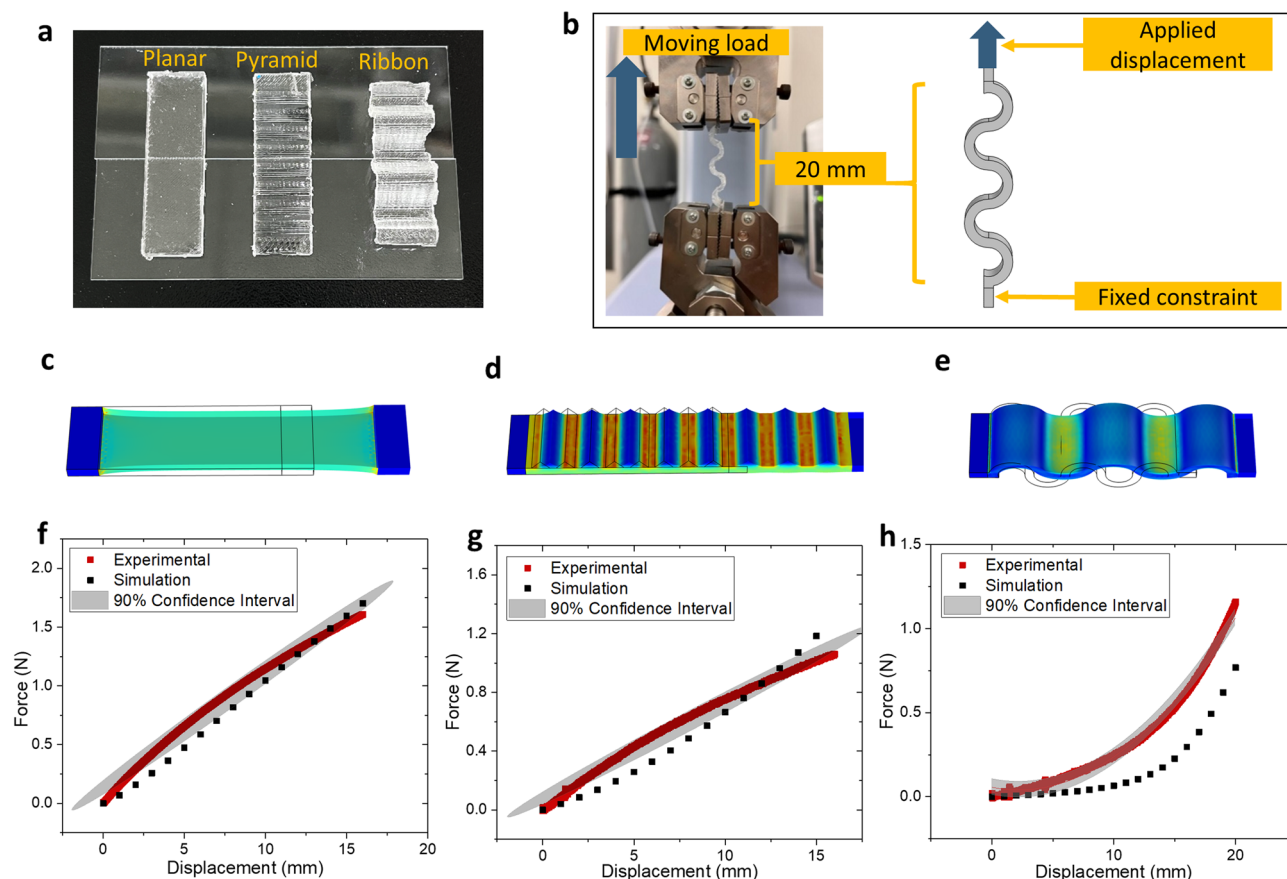 a
Planar
Pyramid
Ribbon
b
Moving load
20 mm
Applied
displacement
Fixed constraint
c
d
e
f
Experimental
Simulation
90% Confidence Interval
2.0
1.5
1.0
0.5
0.0
Force (N)
0
5
10
15
20
Displacement (mm)
g
Experimental
Simulation
90% Confidence Interval
1.6
1.2
0.8
0.4
0.0
Force (N)
0
5
10
15
Displacement (mm)
h
Experimental
Simulation
90% Confidence Interval
1.5
1.0
0.5
0.0
Force (N)
0
10
20
Displacement (mm)